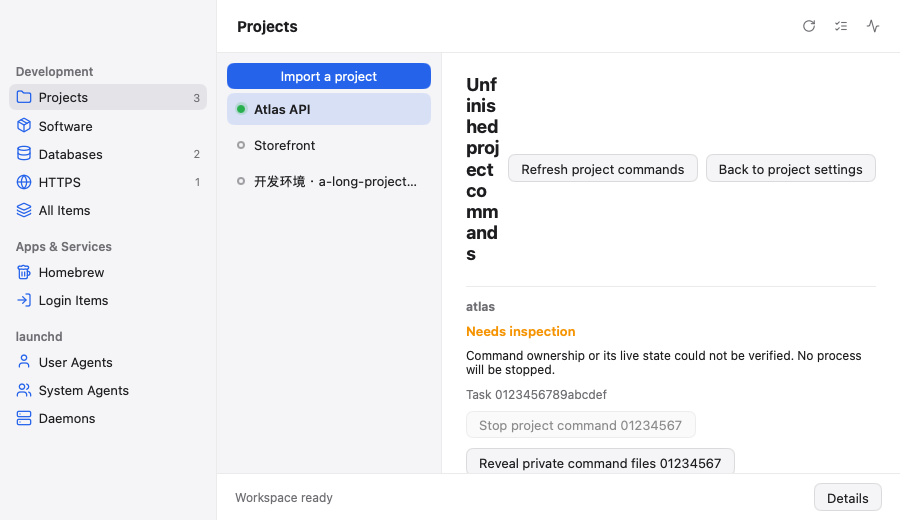 Projects
Development
Projects 3
Software
Databases 2
HTTPS 1
All Items
Apps & Services
Homebrew
Login Items
launchd
User Agents
System Agents
Daemons
Import a project
Atlas API
Storefront
开发环境 · a-long-project...
Unf
inis
hed
proj
ect
co
mm
and
s
Refresh project commands
Back to project settings
atlas
Needs inspection
Command ownership or its live state could not be verified. No process
will be stopped.
Task 0123456789abcdef
Stop project command 01234567
Reveal private command files 01234567
Workspace ready
Details